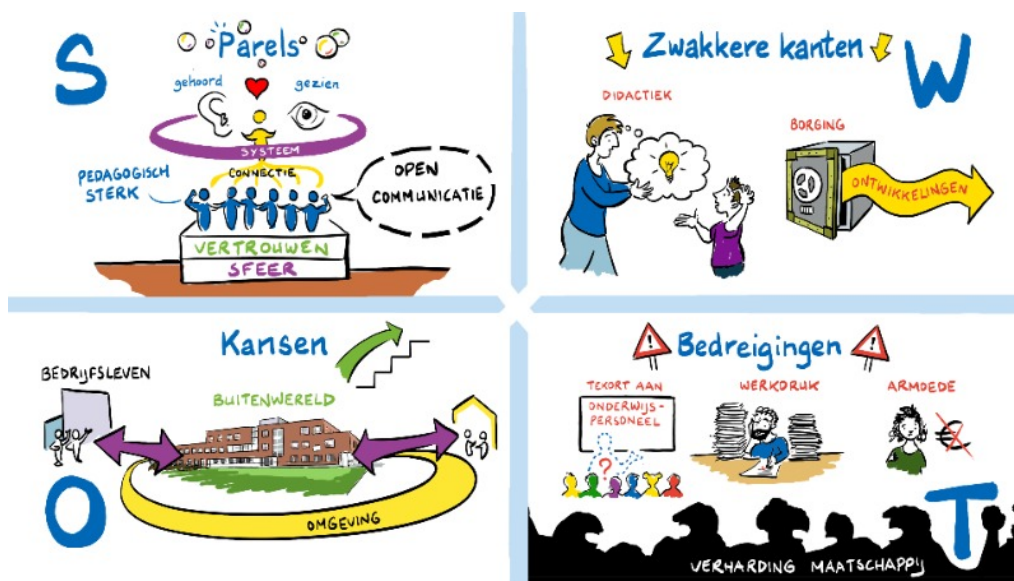 S
Parels
gehoord
gezien
SYSTEEM
CONNECTIE
PEDAGOGISCH
STERK
OPEN
COMMUNICATIE
VERTROUWEN
SFEER
Zwakkere kanten
W
DIDACTIEK
BORGING
ONTWIKKELINGEN
Kansen
BEDRIJFSLEVEN
BUITENWERELD
OMGEVING
O
! Bedreigingen !
TEKORT AAN
ONDERWIJS-
PERSONEEL
?
WERKDRUK
ARMOEDE
€
T
VERHARDING MAATSCHAPPIJ